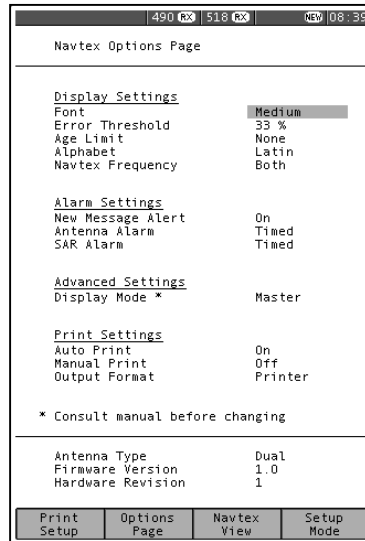 490 RX 518 RX NEW 08:39
Navtex Options Page
Display Settings
Font Medium
Error Threshold 33 %
Age Limit None
Alphabet Latin
Navtex Frequency Both
Alarm Settings
New Message Alert On
Antenna Alarm Timed
SAR Alarm Timed
Advanced Settings
Display Mode * Master
Print Settings
Auto Print On
Manual Print Off
Output Format Printer
* Consult manual before changing
Antenna Type Dual
Firmware Version 1.0
Hardware Revision 1
Print Setup Options Page Navtex View Setup Mode